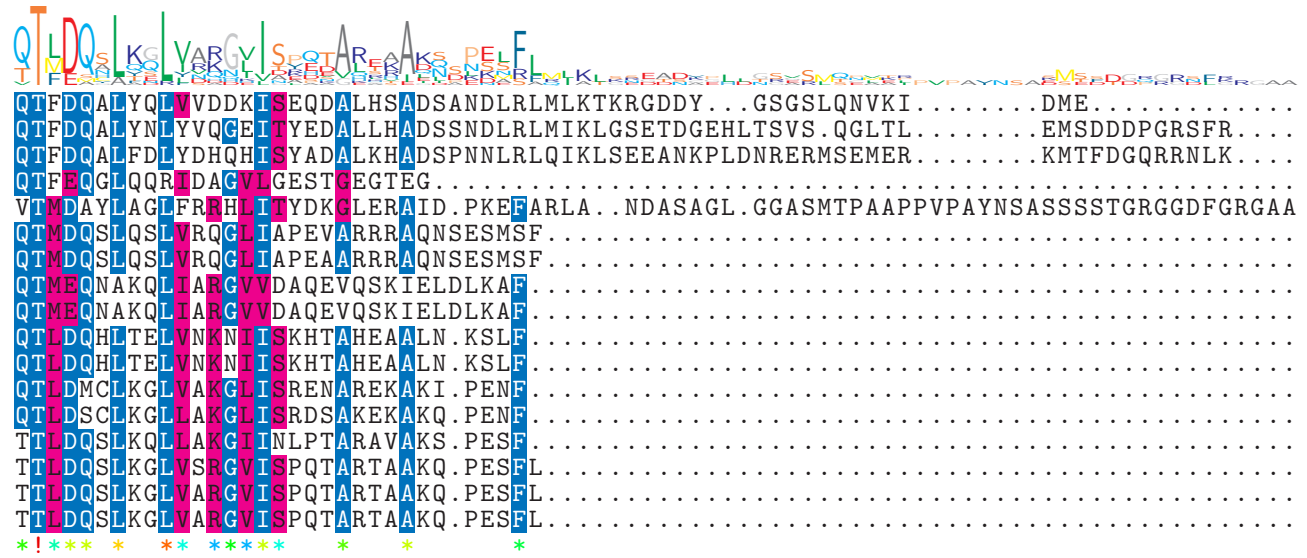 QTFDQALYQLVVDDKISEQDALHSADSANDLRLMLKTKRGDDY...GSGSLQNVKI........DME.............
QTFDQALYNLYVQGEITYEDALLHADSSNDLRLMIKLGSETDGEHLTSVS.QGLTL........EMSDDDPGRSFR....
QTFDQALFDLYDHQHISYADALKHADSPNNLRLQIKLSEEANKPLDNRERMSEMER........KMTFDGQRRNLK....
QTFEQGLQQRIDAGVLGESTGEGTEG......................................................
VTMDAYLAGLFRRHLITYDKGLERAID.PKEFARLA..NDASAGL.GGASMTPAAPPVPAYNSASSSSTGRGGDFGRGAA
QTMDQSLQSLVRQGLIAPEVARRRAQNSESMSF...............................................
QTMDQSLQSLVRQGLIAPEAARRRAQNSESMSF...............................................
QTMEQNAKQLIARGVVDAQEVQSKIELDLKAF................................................
QTMEQNAKQLIARGVVDAQEVQSKIELDLKAF................................................
QTLDQHLTELVNKNIISKHTAHEAALN.KSLF................................................
QTLDQHLTELVNKNIISKHTAHEAALN.KSLF................................................
QTLDMCLKGLVAKGLISRENAREKAKI.PENF................................................
QTLDSCLKGLLAKGLISRDSAKEKAKQ.PENF................................................
TTLDQSLKQLLAKGIINLPTARAVAKS.PESF................................................
TTLDQSLKGLVSRGVISPQTARTAAKQ.PESFL...............................................
TTLDQSLKGLVARGVISPQTARTAAKQ.PESFL...............................................
TTLDQSLKGLVARGVISPQTARTAAKQ.PESFL...............................................
*!**** ** ****** * * *